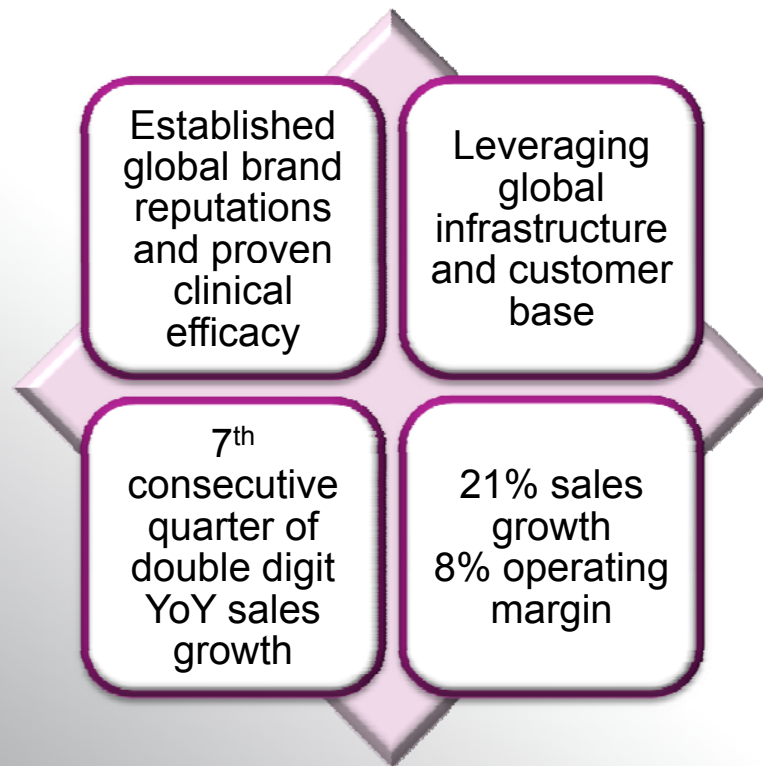 Established
global brand
reputations
and proven
clinical
efficacy
Leveraging
global
infrastructure
and customer
base
7th
consecutive
quarter of
double digit
YoY sales
growth
21% sales
growth
8% operating
margin